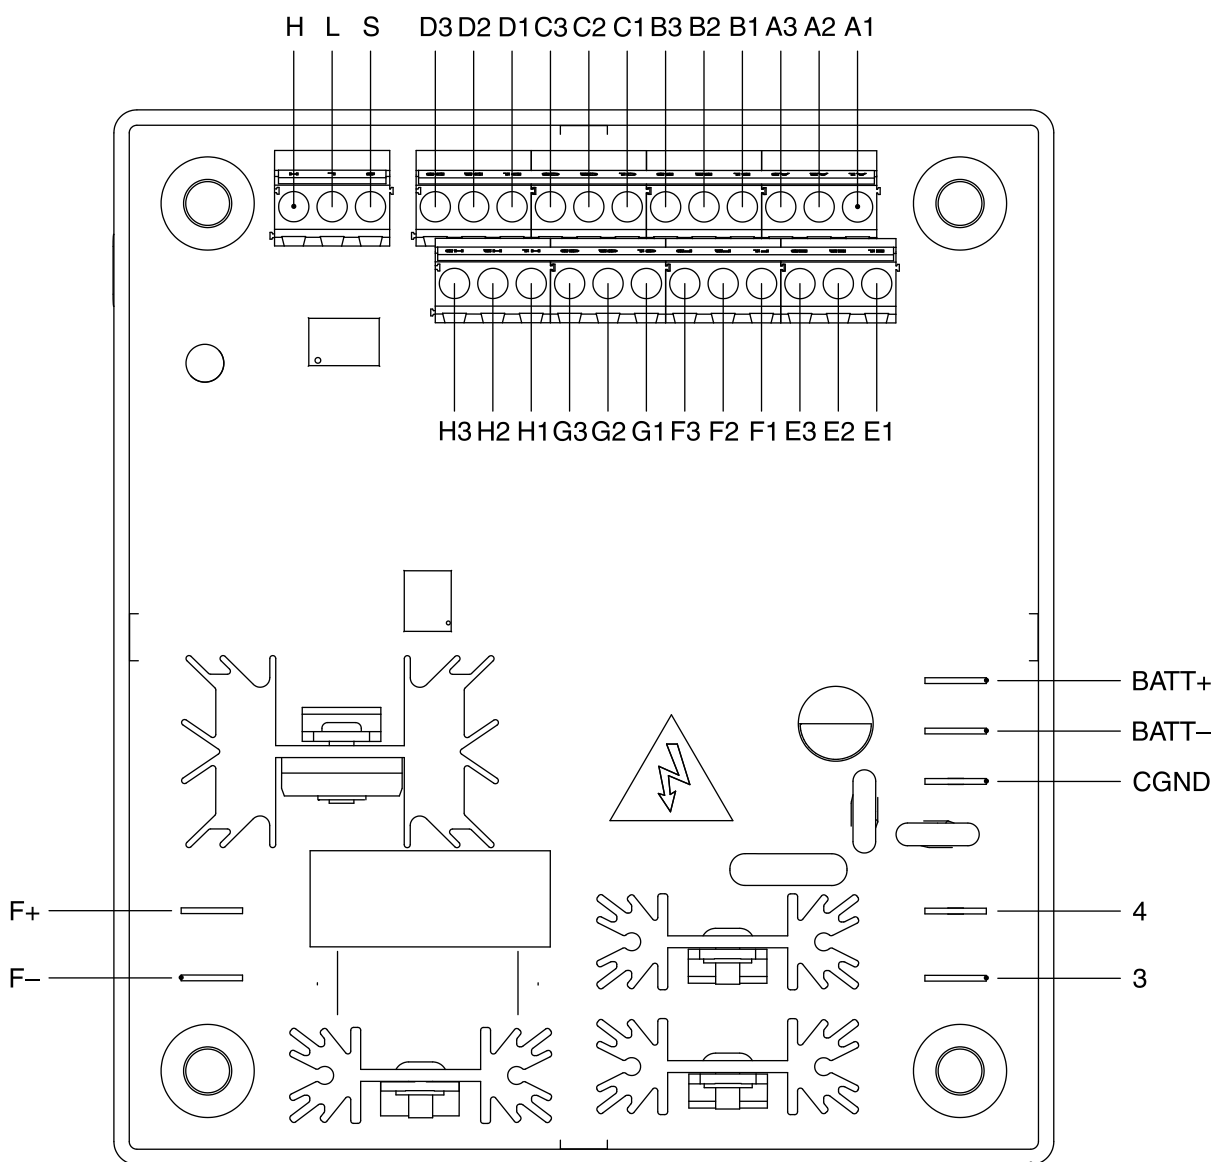 H L S D3 D2 D1 C3 C2 C1 B3 B2 B1 A3 A2 A1
H3 H2 H1 G3 G2 G1 F3 F2 F1 E3 E2 E1
BATT+
BATT–
CGND
F+ 4
F– 3